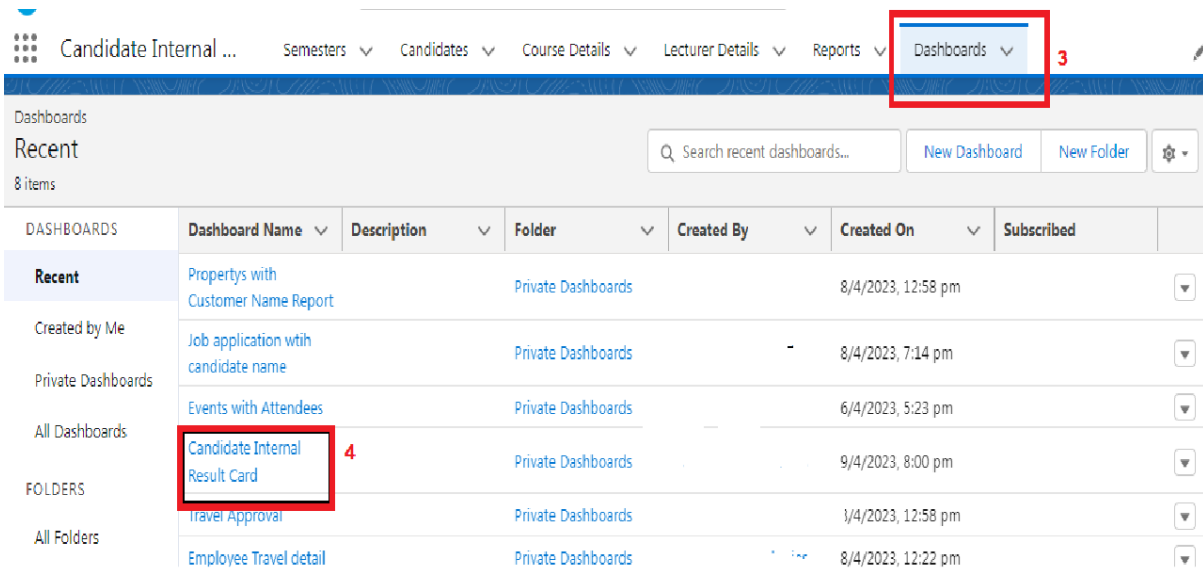 Candidate Internal ... Semesters Candidates Course Details Lecturer Details Reports Dashboards 3
Dashboards
Recent
8 items
Search recent dashboards... New Dashboard New Folder
DASHBOARDS Dashboard Name Description Folder Created By Created On Subscribed
Recent
Created by Me
Private Dashboards
All Dashboards
FOLDERS
All Folders
Propertys with
Customer Name Report
Private Dashboards 8/4/2023, 12:58 pm
Job application wtih
candidate name
Private Dashboards 8/4/2023, 7:14 pm
Events with Attendees Private Dashboards 6/4/2023, 5:23 pm
Candidate Internal
Result Card
4
Private Dashboards 9/4/2023, 8:00 pm
Travel Approval Private Dashboards /4/2023, 12:58 pm
Employee Travel detail Private Dashboards 8/4/2023, 12:22 pm